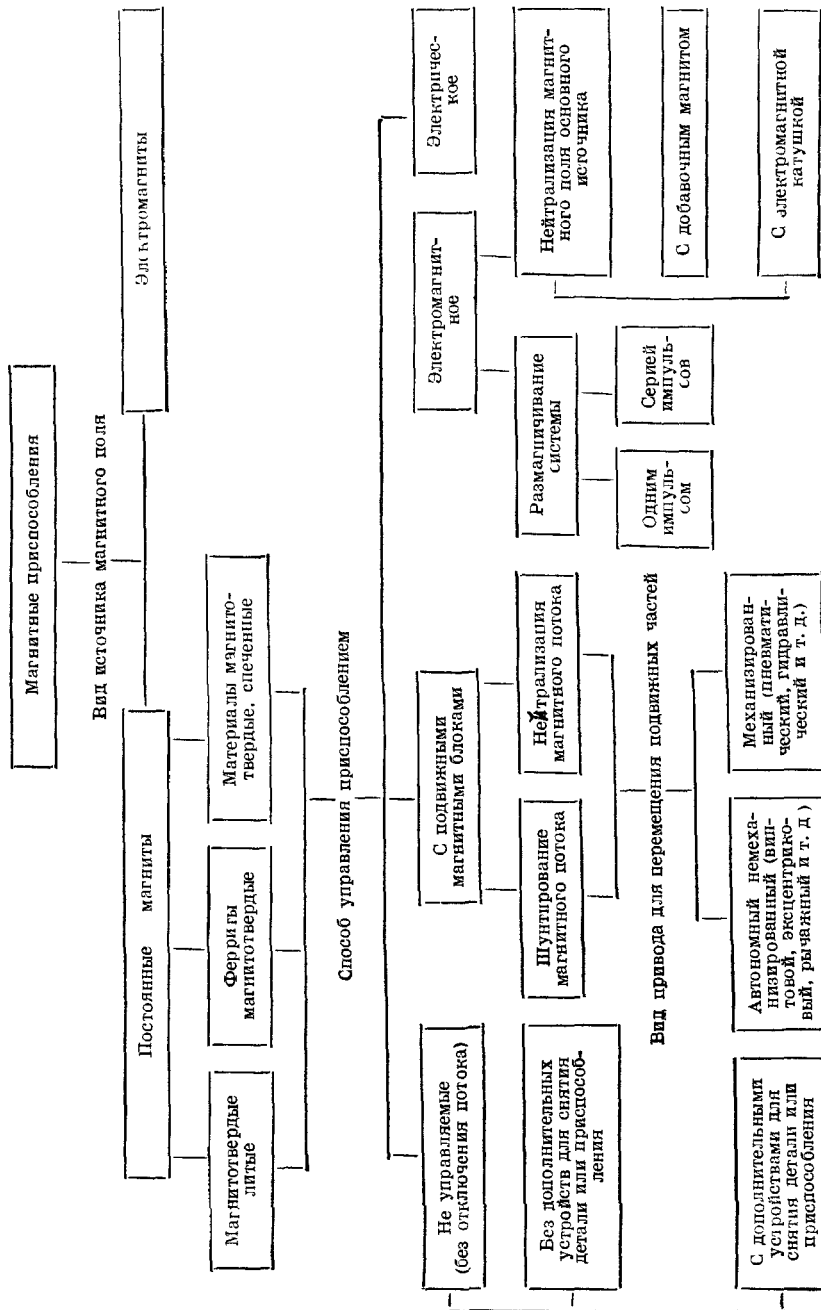 Магнитные приспособления
Вид источника магнитного поля
Постоянные магниты
Электромагниты
Магнитотвердые
литые
Ферриты
магнитотвердые
Материалы магнито-
твердые, спеченные
Способ управления приспособлением
Не управляемые
(без отключения потока)
С подвижными
магнитными блоками
Электромагнит-
ное
Электричес-
кое
Без дополнительных
устройств для снятия
детали или приспособ-
ления
Шунтирование
магнитного потока
Нейтрализация
магнитного потока
Размагничивание
системы
Нейтрализация магнит-
ного поля основного
источника
Одним
импуль-
сом
Серией
импуль-
сов
С добавочным магнитом
Вид привода для перемещения подвижных частей
С дополнительными
устройствами для
снятия детали или
приспособления
Автономный немеха-
низированный (вин-
товой, эксцентрико-
вый, рычажный и т. д )
Механизирован-
ный (пневмати-
ческий, гидравли-
ческий и т. д.)
С электромагнитной
катушкой